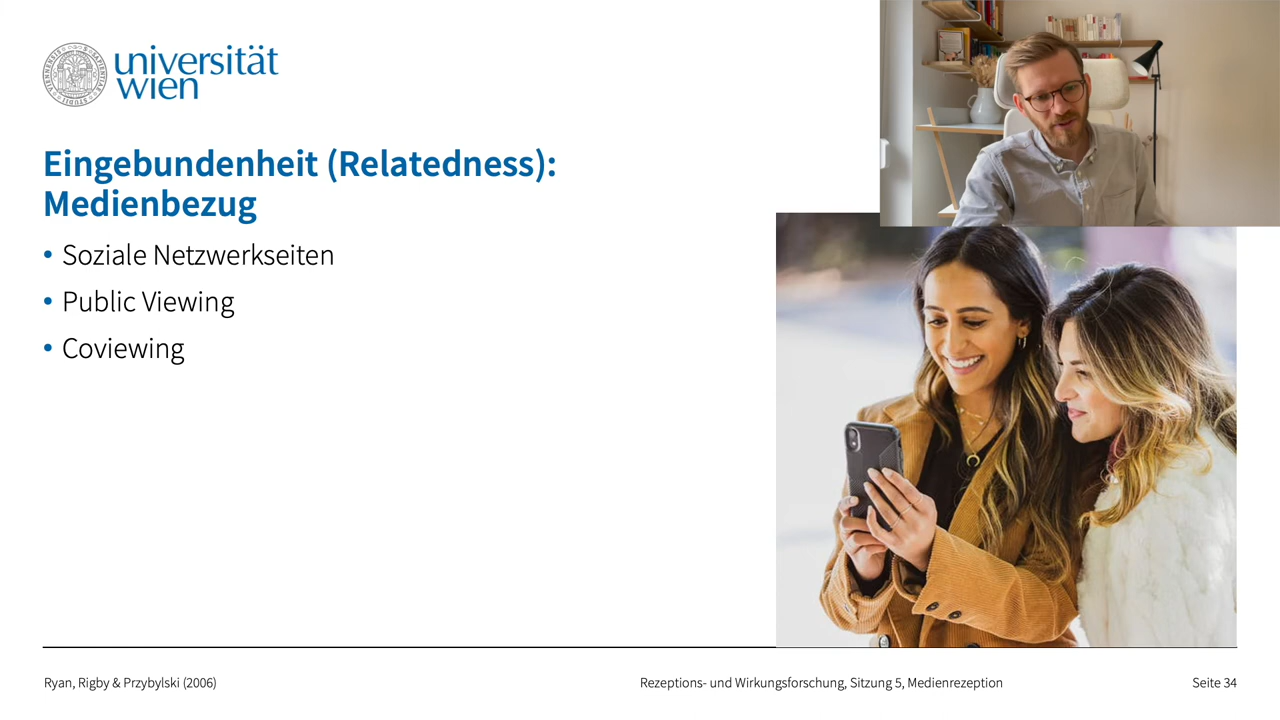 universität
wien
Eingebundenheit (Relatedness):
Medienbezug
• Soziale Netzwerkseiten
• Public Viewing
• Coviewing
Ryan, Rigby & Przybylski (2006)
Rezeptions- und Wirkungsforschung, Sitzung 5, Medienrezeption
Seite 34